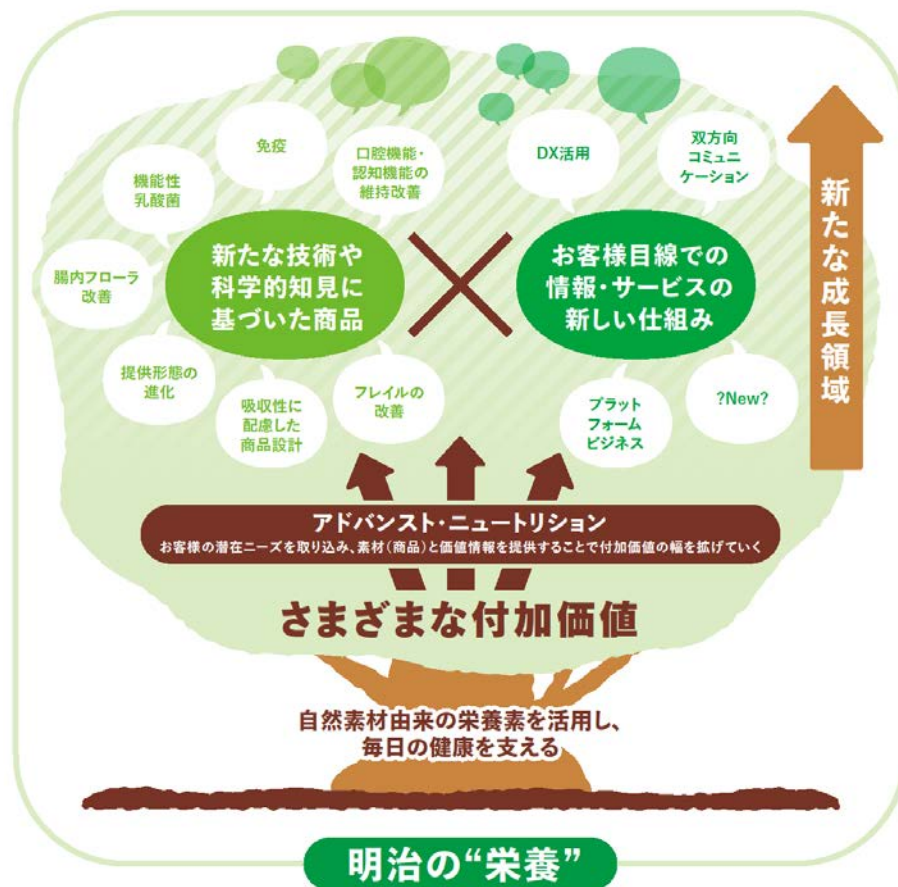 免疫
口腔機能・
認知機能の
維持改善
機能性
乳酸菌
腸内フローラ
改善
新たな技術や
科学的知見に
基づいた商品
提供形態の
進化
吸収性に
配慮した
商品設計
フレイルの
改善
DX活用
双方向
コミュニ
ケーション
お客様目線での
情報・サービスの
新しい仕組み
プラット
フォーム
ビジネス
?New?
新たな成長領域
アドバンスト・ニュートリション
お客様の潜在ニーズを取り込み、素材（商品）と価値情報を提供することで付加価値の幅を拡げていく
さまざまな付加価値
自然素材由来の栄養素を活用し、
毎日の健康を支える
明治の“栄養”